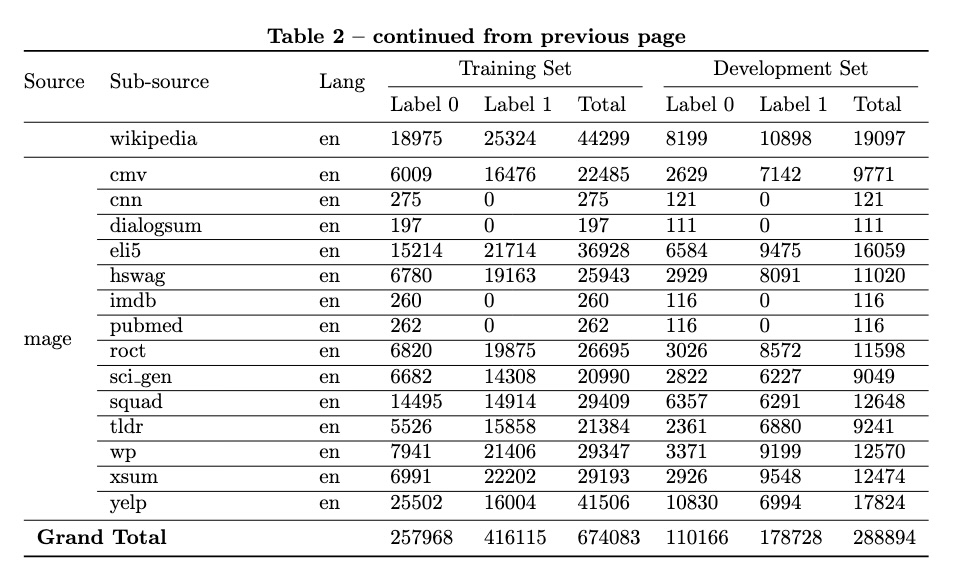 Table 2 – continued from previous page
Source Sub-source Lang Training Set Development Set
Label 0 Label 1 Total Label 0 Label 1 Total
wikipedia en 18975 25324 44299 8199 10898 19097
cmv en 6009 16476 22485 2629 7142 9771
cnn en 275 0 275 121 0 121
dialogsum en 197 0 197 111 0 111
eli5 en 15214 21714 36928 6584 9475 16059
hswag en 6780 19163 25943 2929 8091 11020
imdb en 260 0 260 116 0 116
pubmed en 262 0 262 116 0 116
mage
roct en 6820 19875 26695 3026 8572 11598
sci_gen en 6682 14308 20990 2822 6227 9049
squad en 14495 14914 29409 6357 6291 12648
tldr en 5526 15858 21384 2361 6880 9241
wp en 7941 21406 29347 3371 9199 12570
xsum en 6991 22202 29193 2926 9548 12474
yelp en 25502 16004 41506 10830 6994 17824
Grand Total 257968 416115 674083 110166 178728 288894